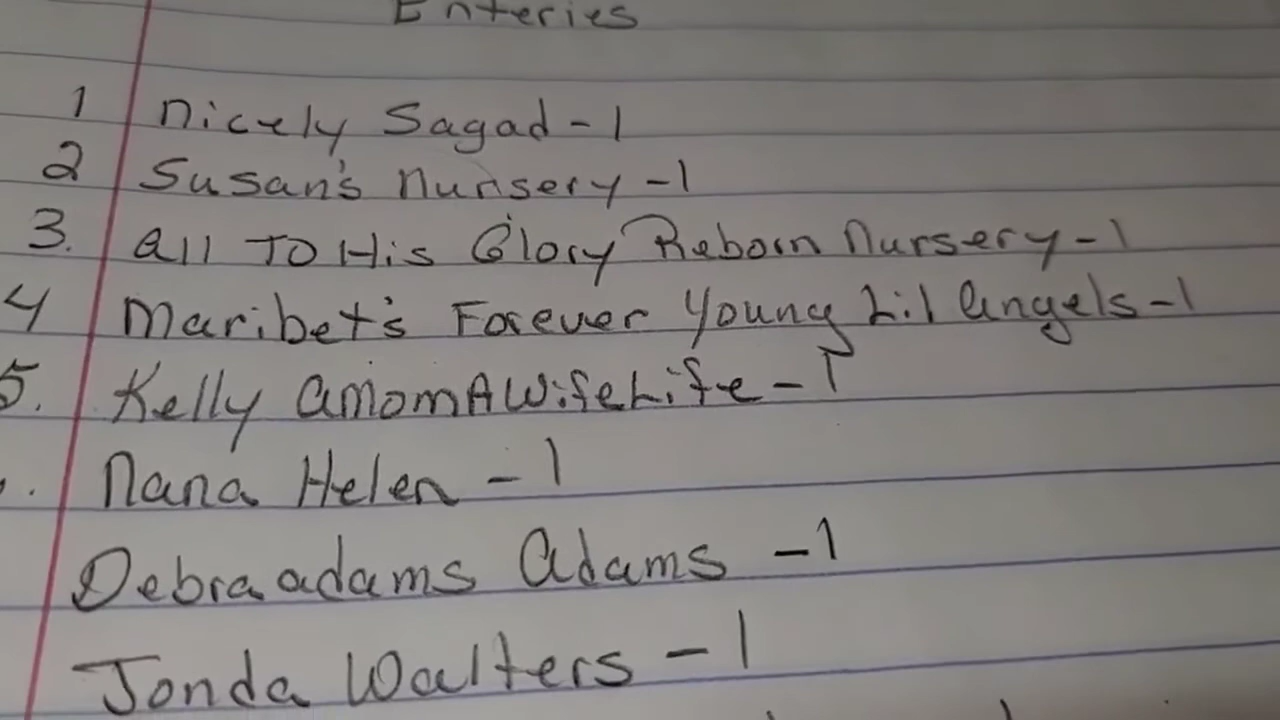 Enteries
1 Nicely Sagad - 1
2 Susan's Nursery - 1
3. All To His Glory Reborn Nursery - 1
4 Maribet's Forever Young Lil Angels - 1
5. Kelly AMomAWifeLife - 1
Nana Helen - 1
Debraadams Adams - 1
Jonda Walters - 1